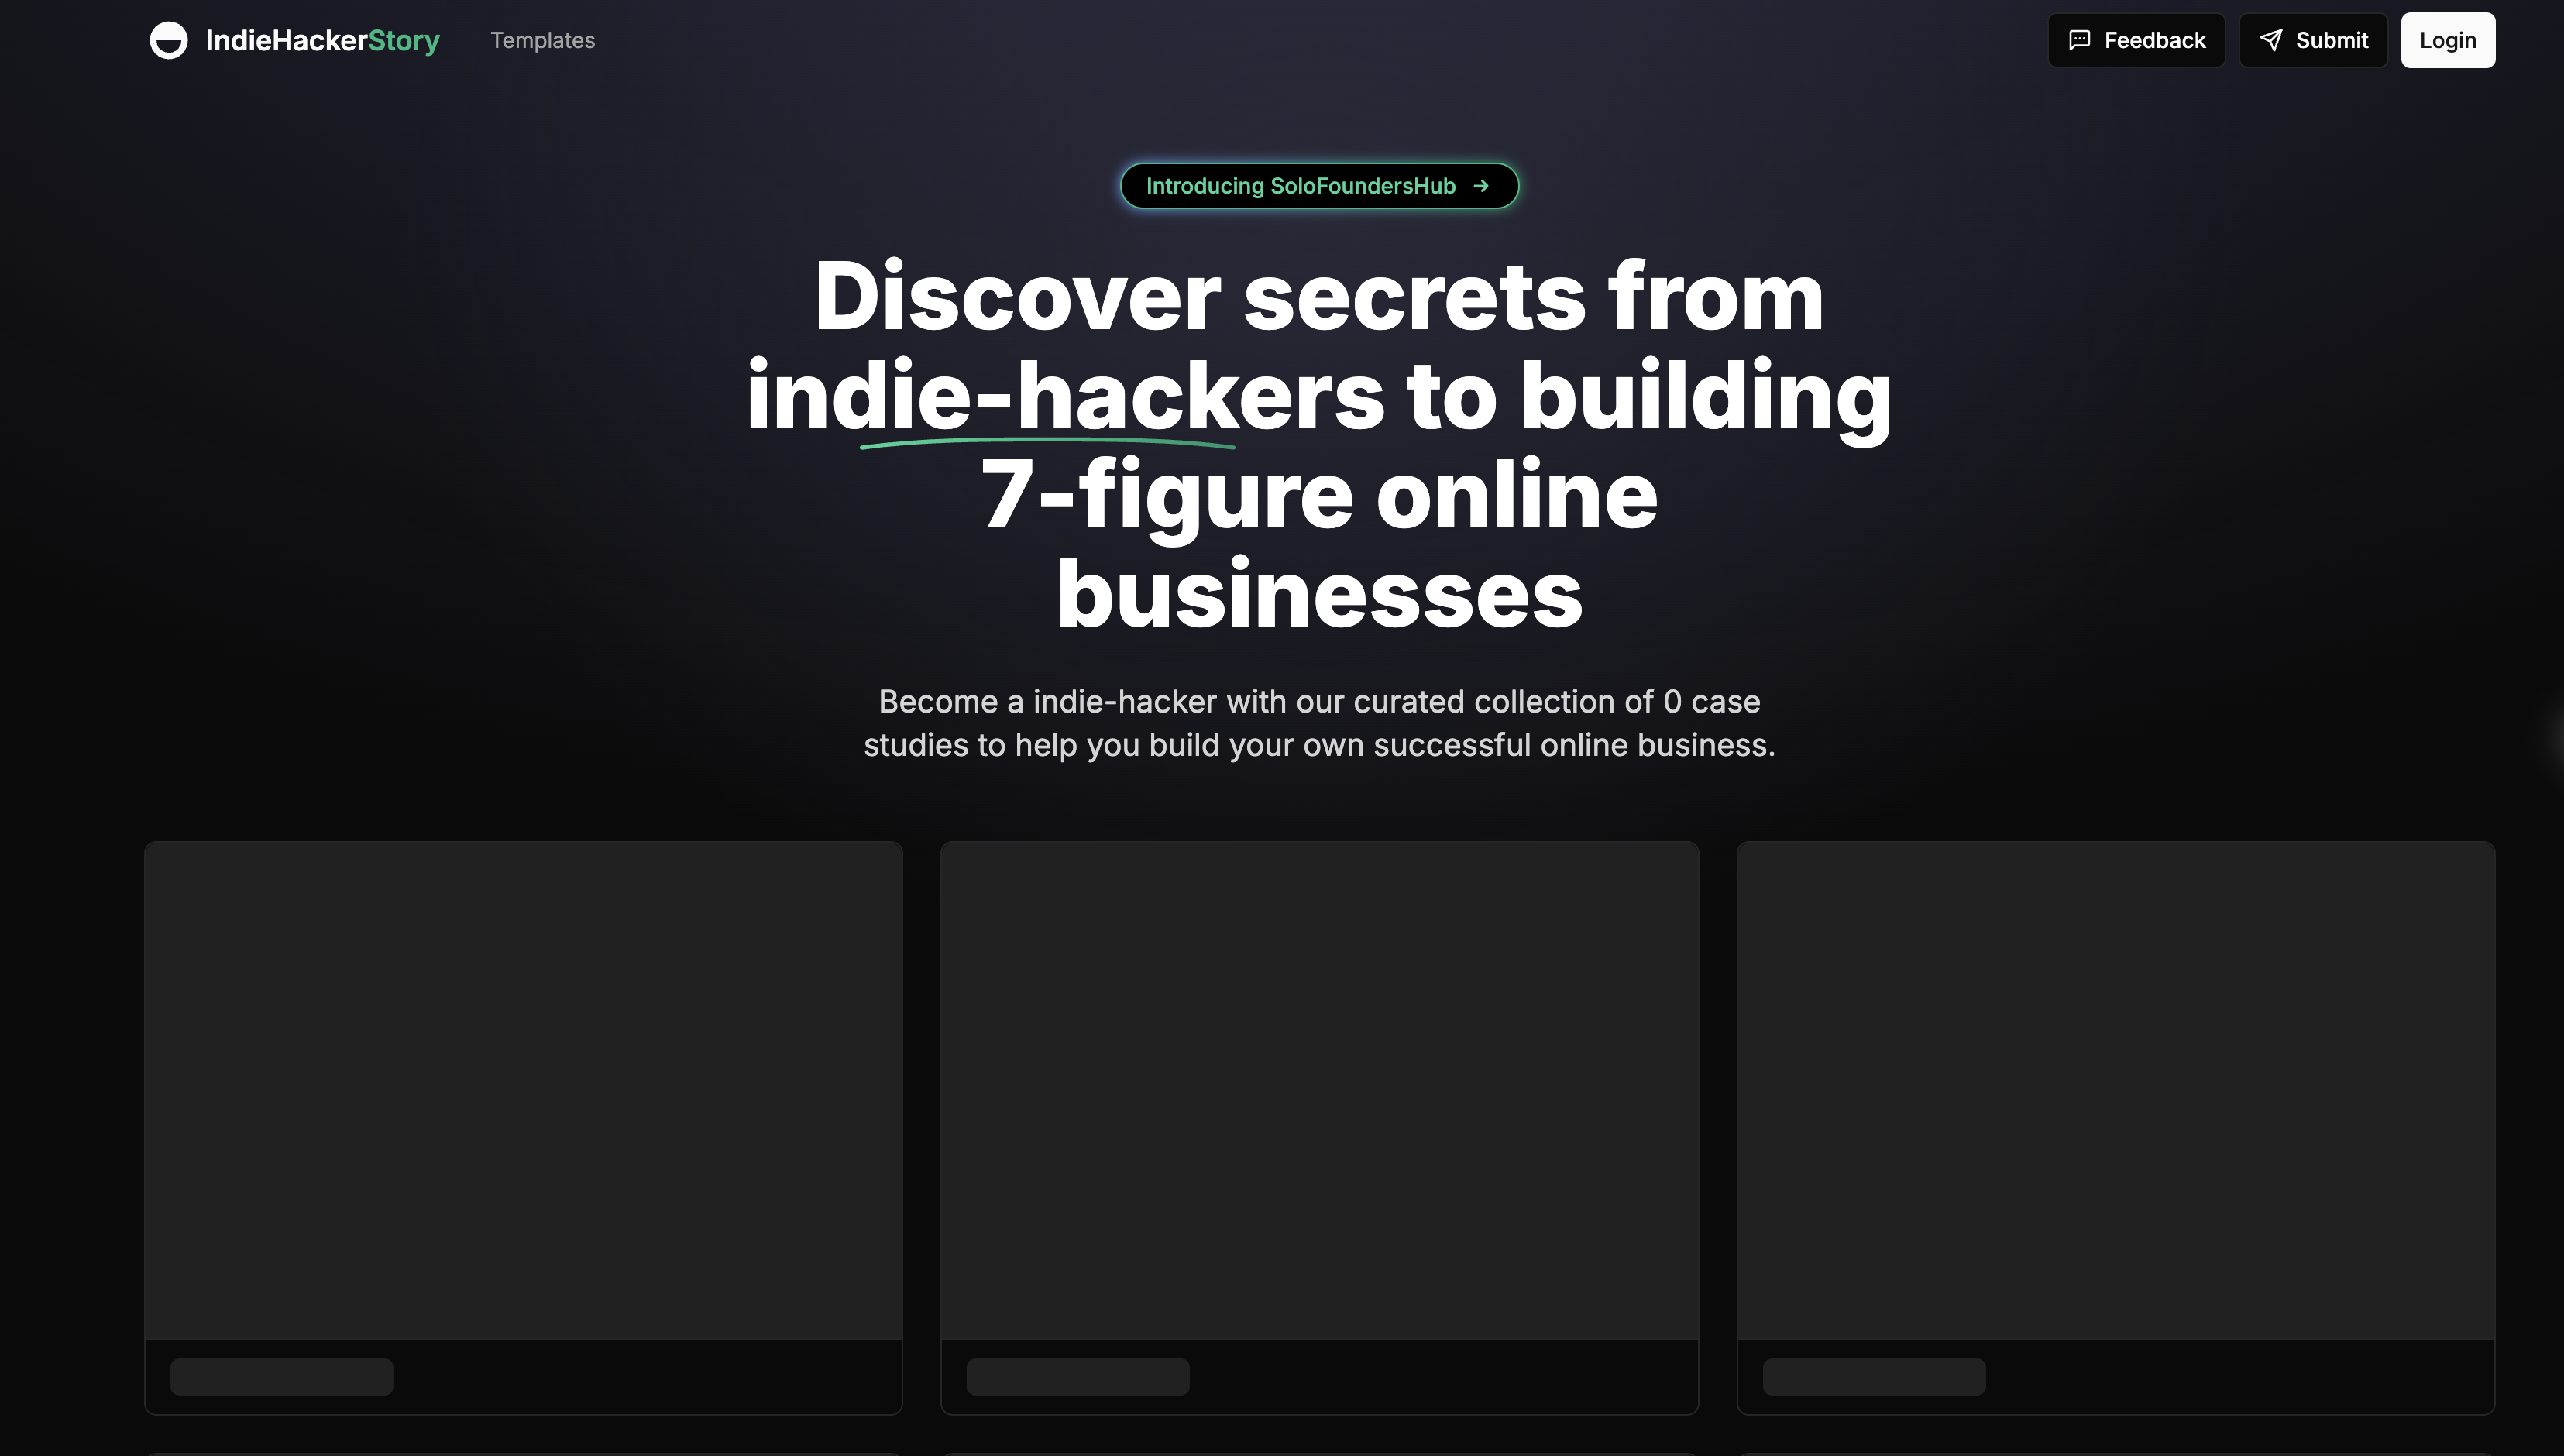 IndieHackerStory
Templates
Feedback
Submit
Login
Introducing SoloFoundersHub →
Discover secrets from
indie-hackers to building
7-figure online
businesses
Become a indie-hacker with our curated collection of 0 case
studies to help you build your own successful online business.